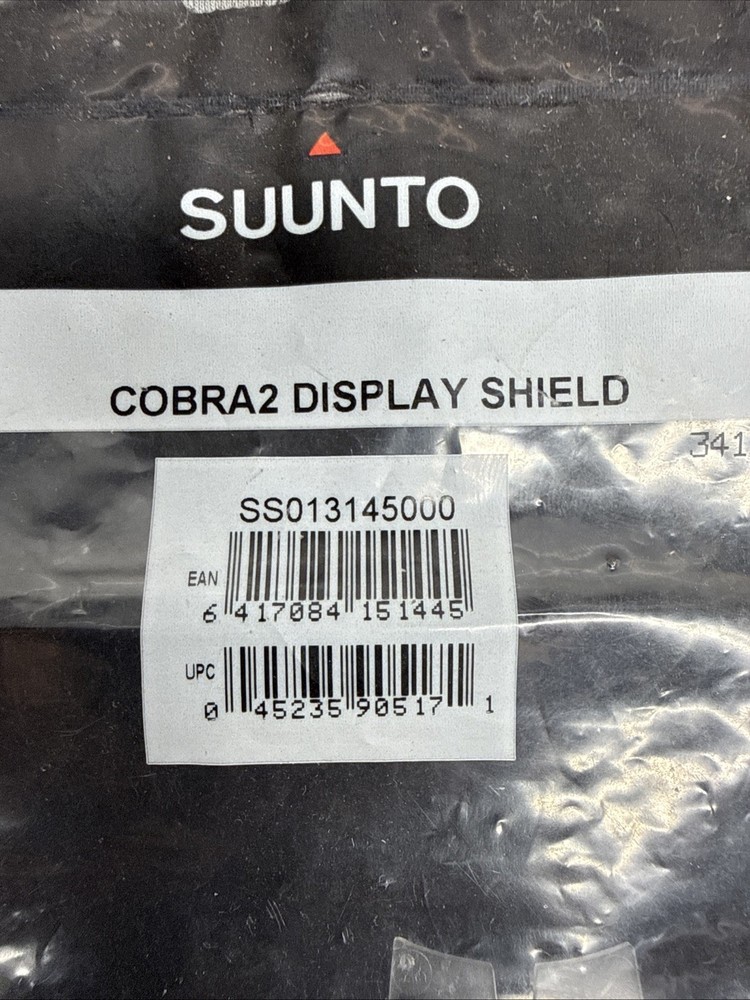 SUUNTO
COBRA2 DISPLAY SHIELD
341
SS013145000
EAN
6 417084 151445
UPC
0 45235 90517 1